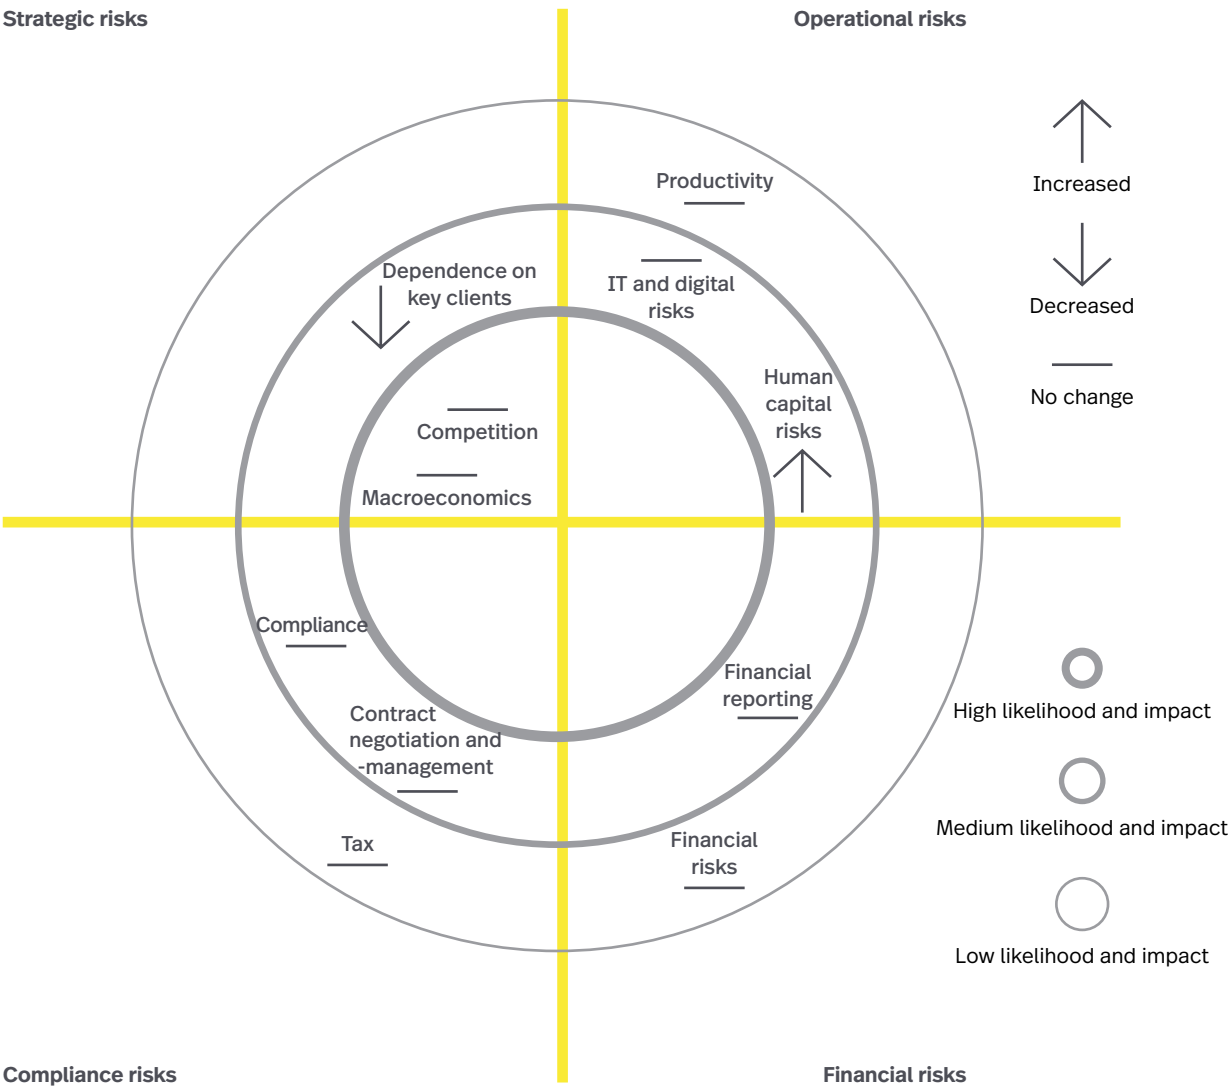 Strategic risks
Operational risks
Productivity
Increased
Dependence on
key clients
IT and digital
risks
Decreased
Human
capital
risks
No change
Competition
Macroeconomics
Compliance
Financial
reporting
High likelihood and impact
Contract
negotiation and
-management
Medium likelihood and impact
Tax
Financial
risks
Low likelihood and impact
Compliance risks
Financial risks